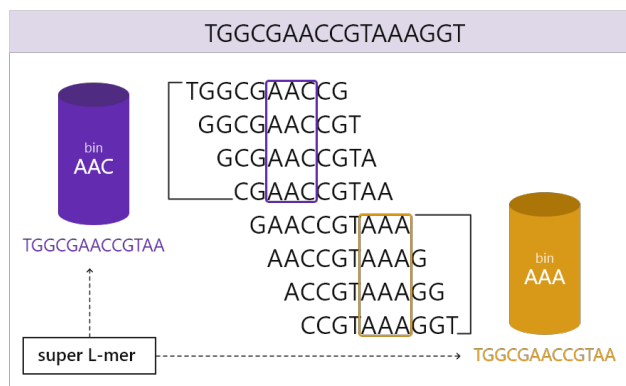 TGGCGAACCGTAAAGGT
TGGCGAACCG
GGCGAACCGT
GCGAACCGTA
CGAACCGTAA
GAACCGTAAA
AACCGTAAAG
ACCGTAAAGG
CCGTAAAGGT
bin
AAC
TGGCGAACCGTAA
bin
AAA
TGGCGAACCGTAA
super L-mer